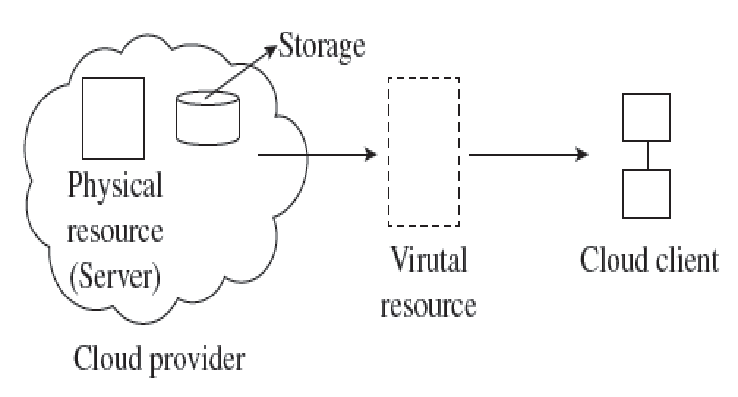 Storage
Physical
resource
(Server)
Virutal
resource
Cloud client
Cloud provider